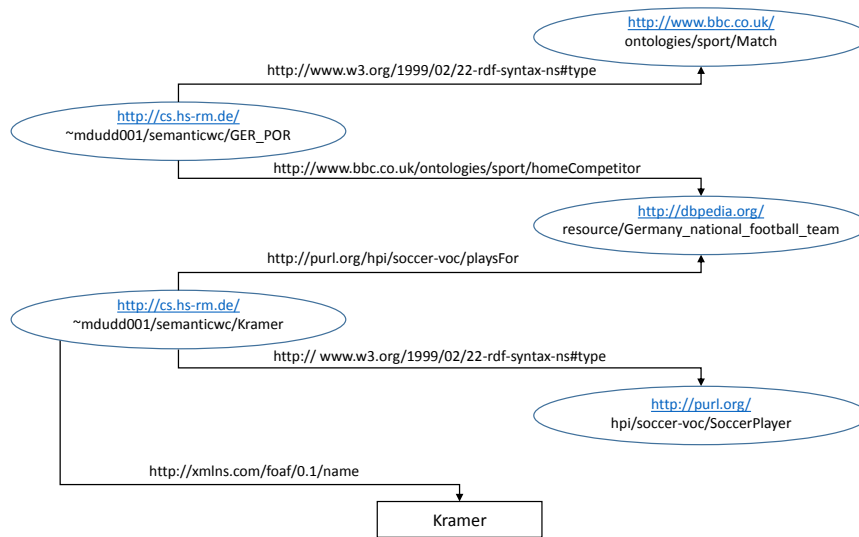 http://www.bbc.co.uk/
ontologies/sport/Match
http://www.w3.org/1999/02/22-rdf-syntax-ns#type
http://cs.hs-rm.de/
~mdudd001/semanticwc/GER_POR
http://www.bbc.co.uk/ontologies/sport/homeCompetitor
http://dbpedia.org/
resource/Germany_national_football_team
http://purl.org/hpi/soccer-voc/playsFor
http://cs.hs-rm.de/
~mdudd001/semanticwc/Kramer
http:// www.w3.org/1999/02/22-rdf-syntax-ns#type
http://purl.org/
hpi/soccer-voc/SoccerPlayer
http://xmlns.com/foaf/0.1/name
Kramer